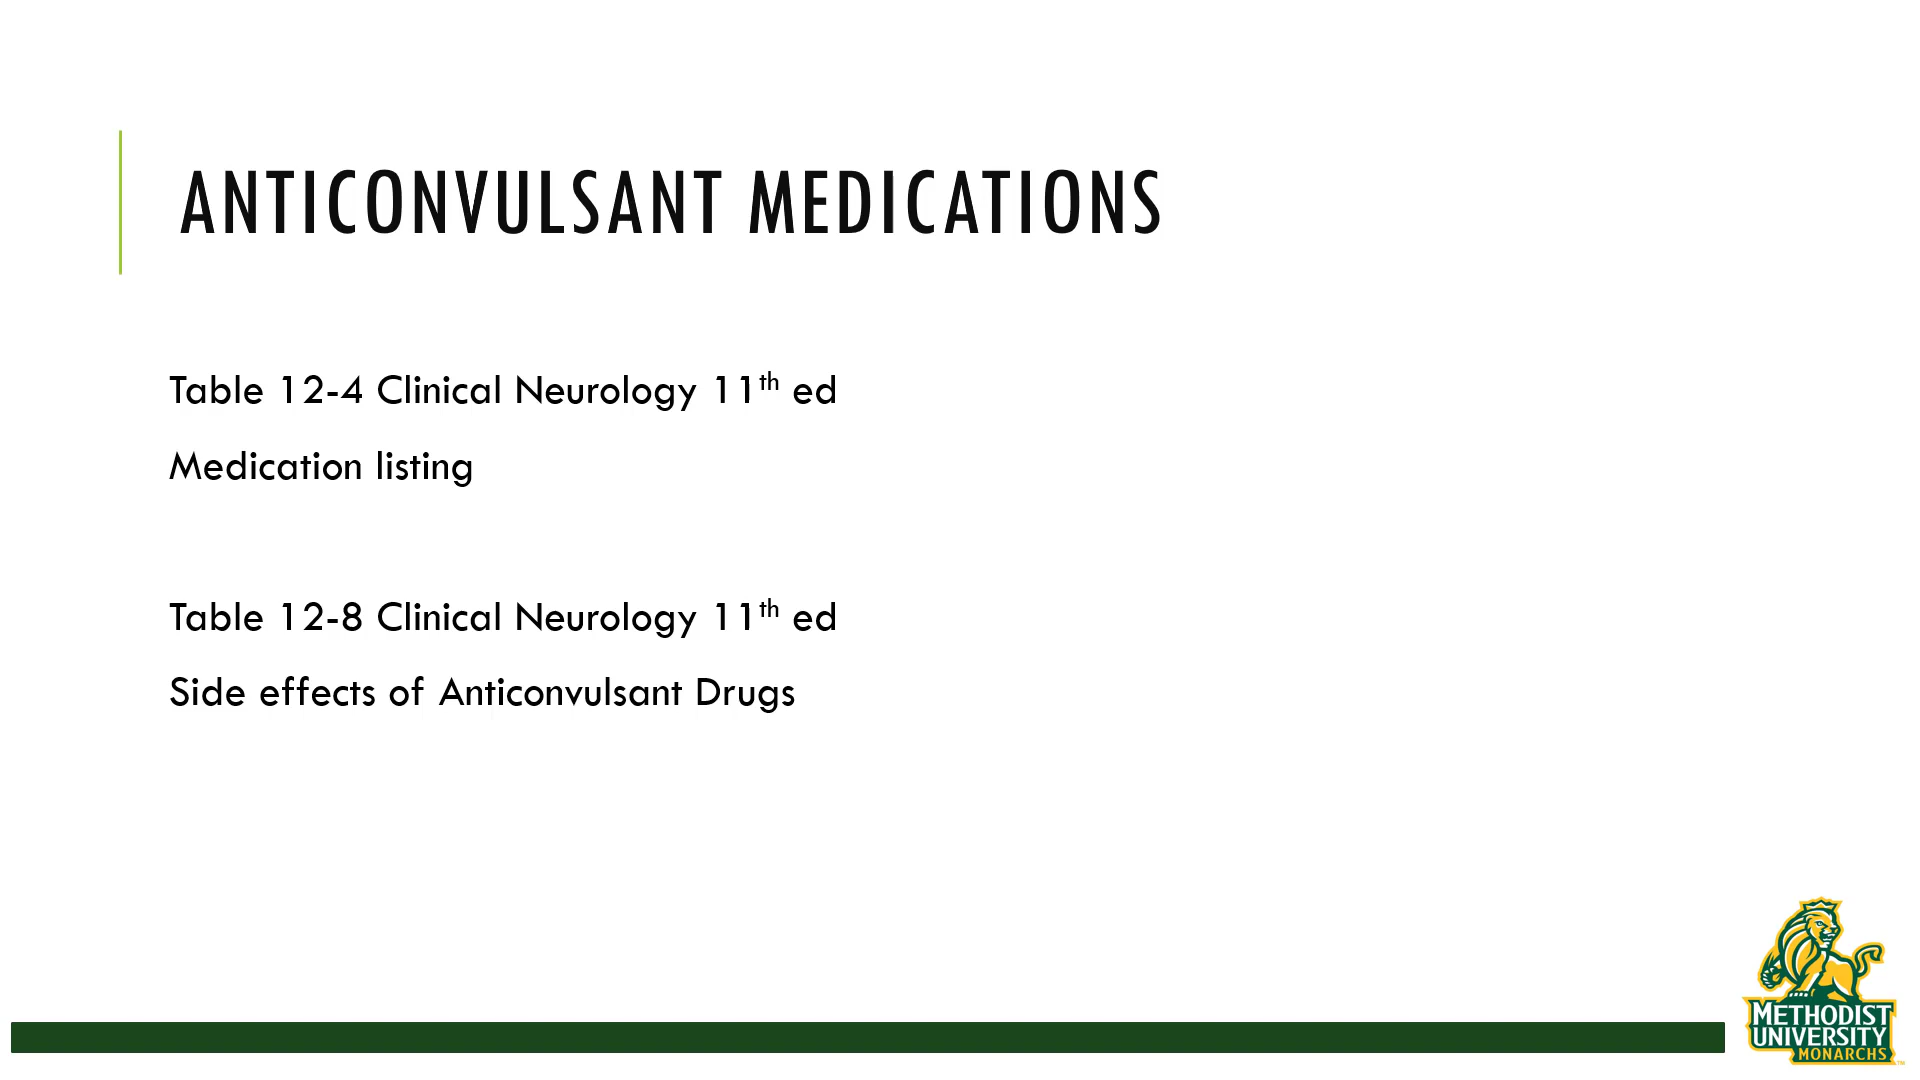 ANTICONVULSANT MEDICATIONS
Table 12-4 Clinical Neurology 11th ed
Medication listing
Table 12-8 Clinical Neurology 11th ed
Side effects of Anticonvulsant Drugs
METHODIST
UNIVERSITY
MONARCHS
TM